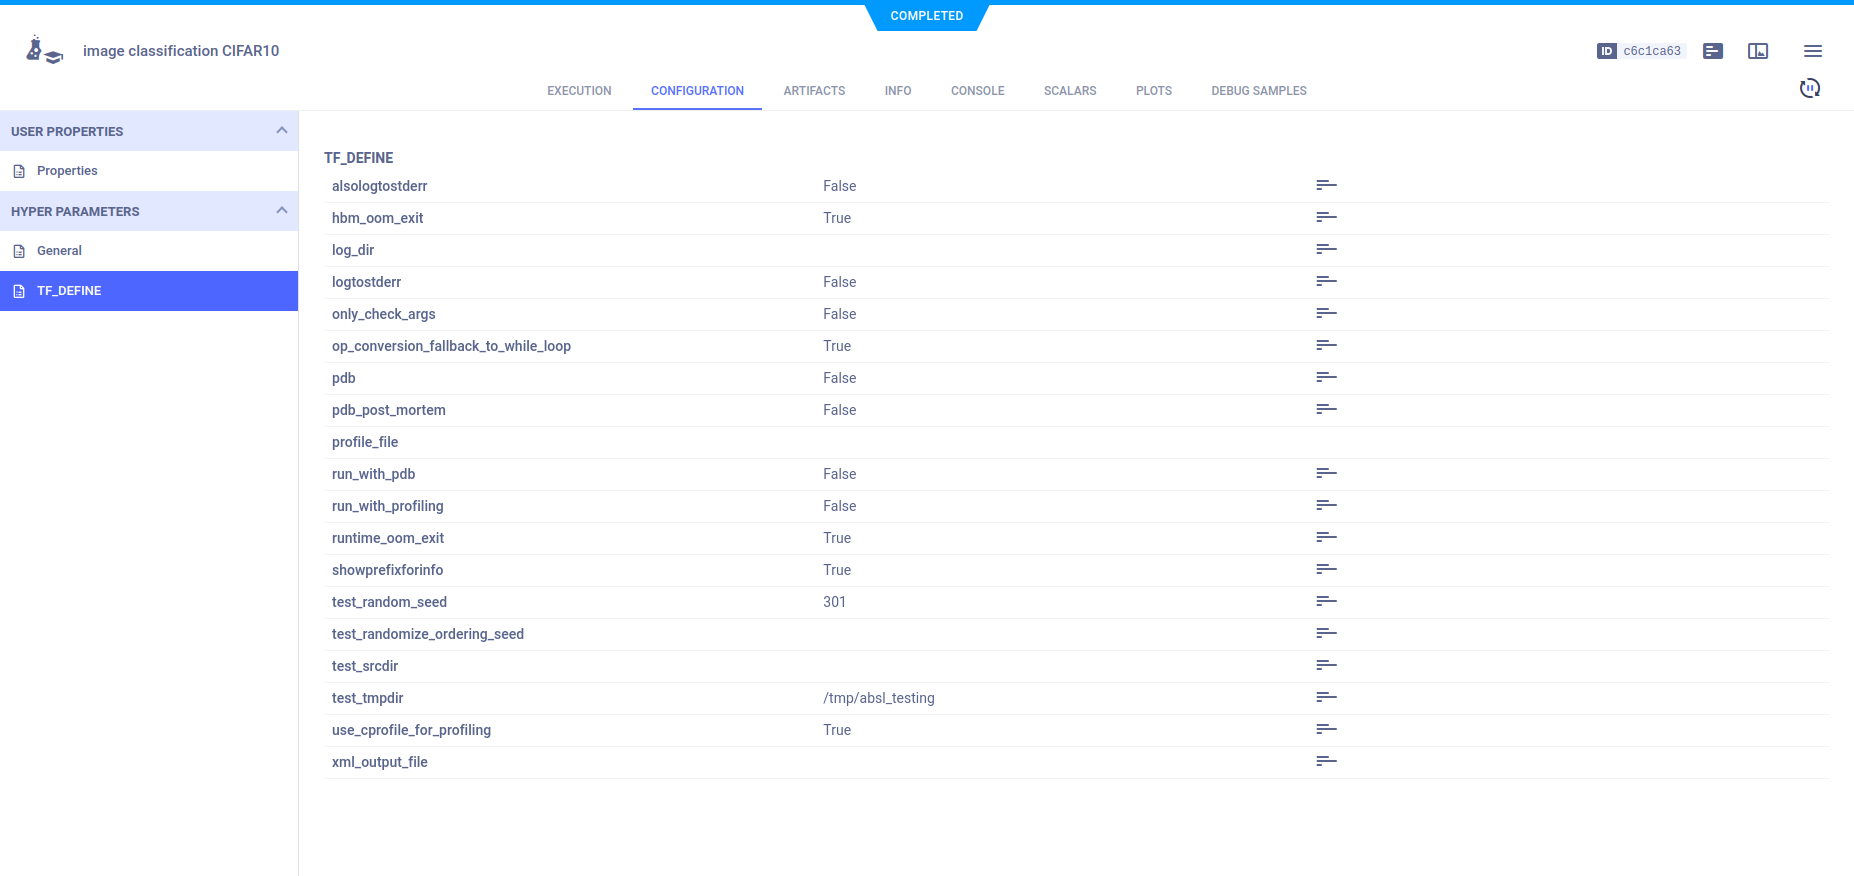 COMPLETED
image classification CIFAR10
ID c6c1ca63
EXECUTION CONFIGURATION ARTIFACTS INFO CONSOLE SCALARS PLOTS DEBUG SAMPLES
USER PROPERTIES
Properties
HYPER PARAMETERS
General
TF_DEFINE
TF_DEFINE
alsologtostderr False
hbm_oom_exit True
log_dir
logtostderr False
only_check_args False
op_conversion_fallback_to_while_loop True
pdb False
pdb_post_mortem False
profile_file
run_with_pdb False
run_with_profiling False
runtime_oom_exit True
showprefixforinfo True
test_random_seed 301
test_randomize_ordering_seed
test_srcdir
test_tmpdir /tmp/absl_testing
use_cprofile_for_profiling True
xml_output_file